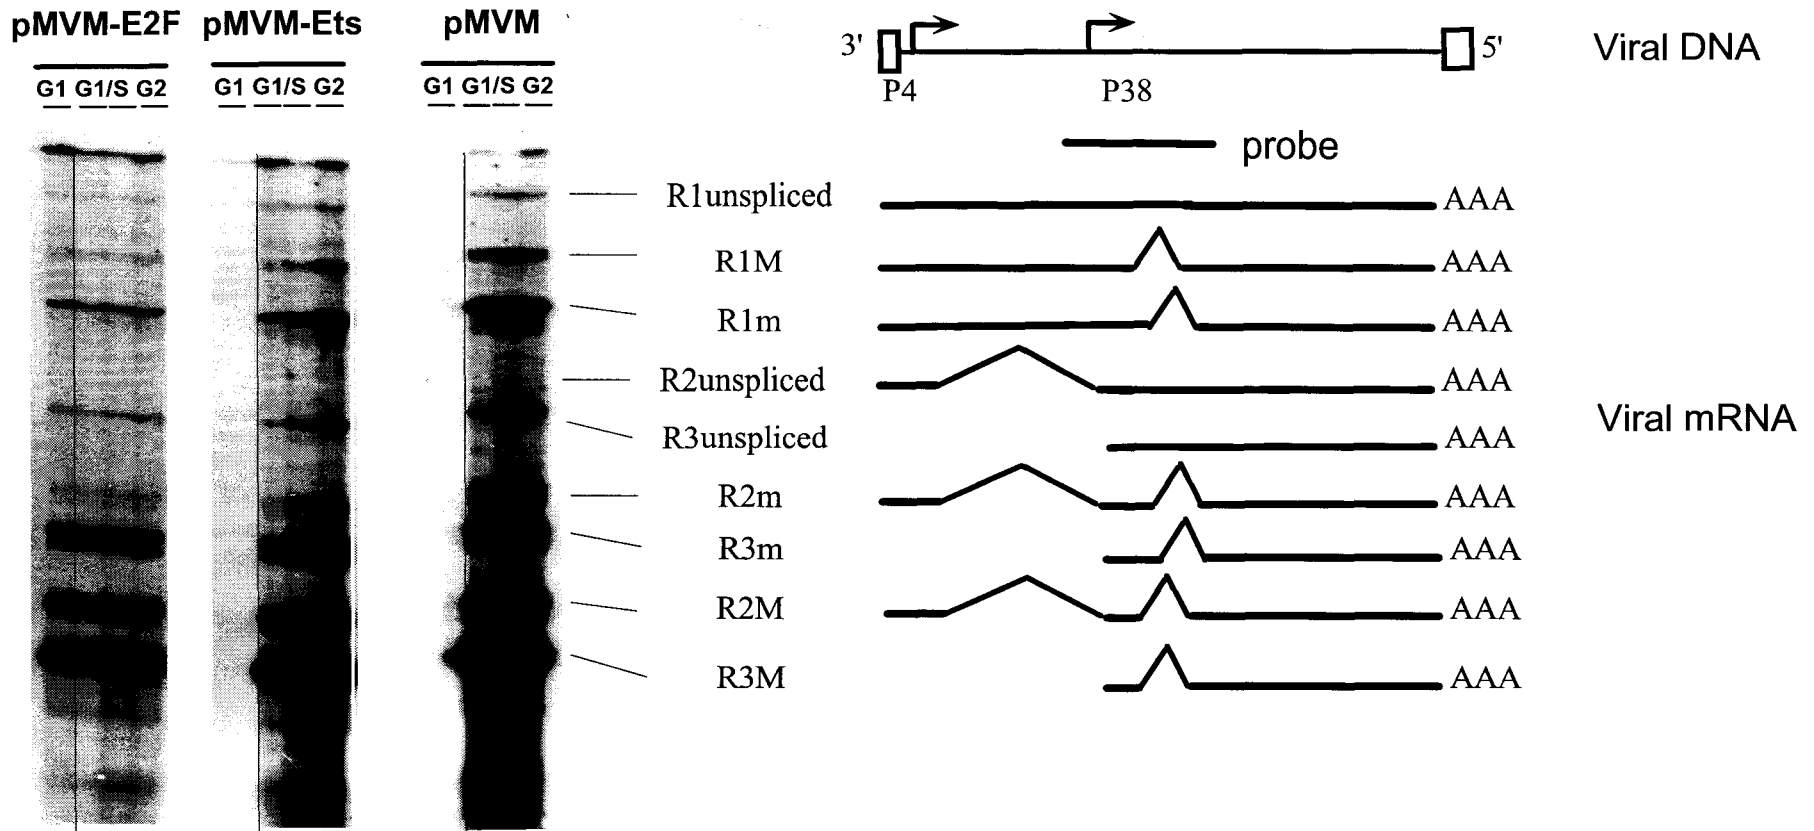 pMVM-E2F pMVM-Ets pMVM
G1 G1/S G2 G1 G1/S G2 G1 G1/S G2
3' 5' Viral DNA
P4 P38
probe
R1unspliced AAA
R1M AAA
R1m AAA
R2unspliced AAA
R3unspliced AAA
Viral mRNA
R2m AAA
R3m AAA
R2M AAA
R3M AAA